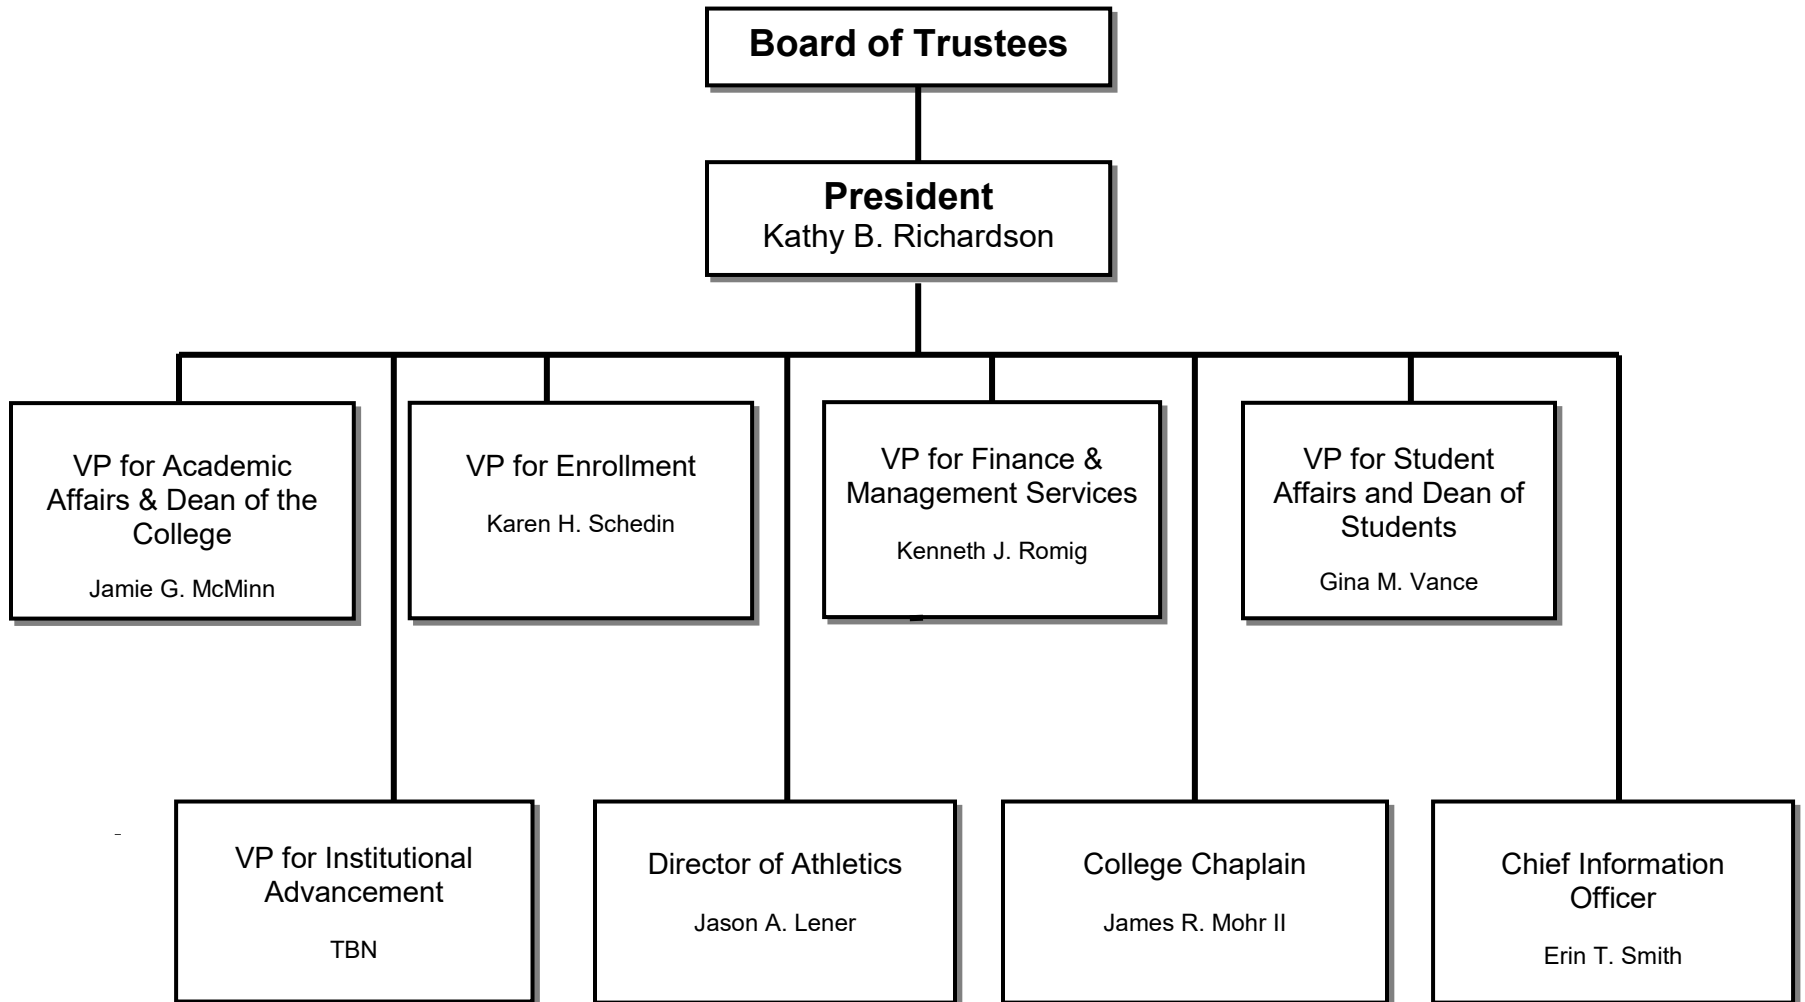 Board of Trustees
President
Kathy B. Richardson
VP for Academic
Affairs & Dean of the
College
Jamie G. McMinn
VP for Enrollment
Karen H. Schedin
VP for Finance &
Management Services
Kenneth J. Romig
VP for Student
Affairs and Dean of
Students
Gina M. Vance
VP for Institutional
Advancement
TBN
Director of Athletics
Jason A. Lener
College Chaplain
James R. Mohr II
Chief Information
Officer
Erin T. Smith